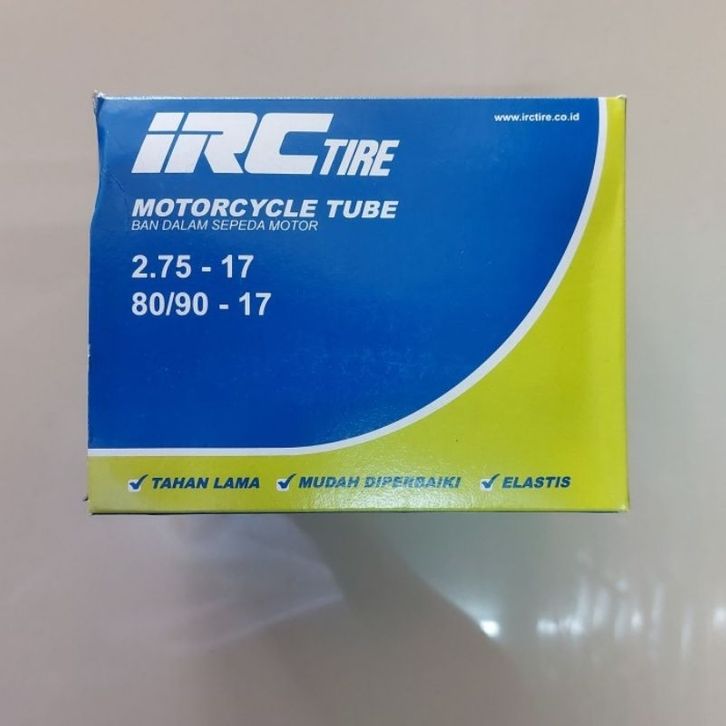 iRC TIRE
www.irctire.co.id
MOTORCYCLE TUBE
BAN DALAM SEPEDA MOTOR
2.75 - 17
80/90 - 17
TAHAN LAMA MUDAH DIPERBAIKI ELASTIS